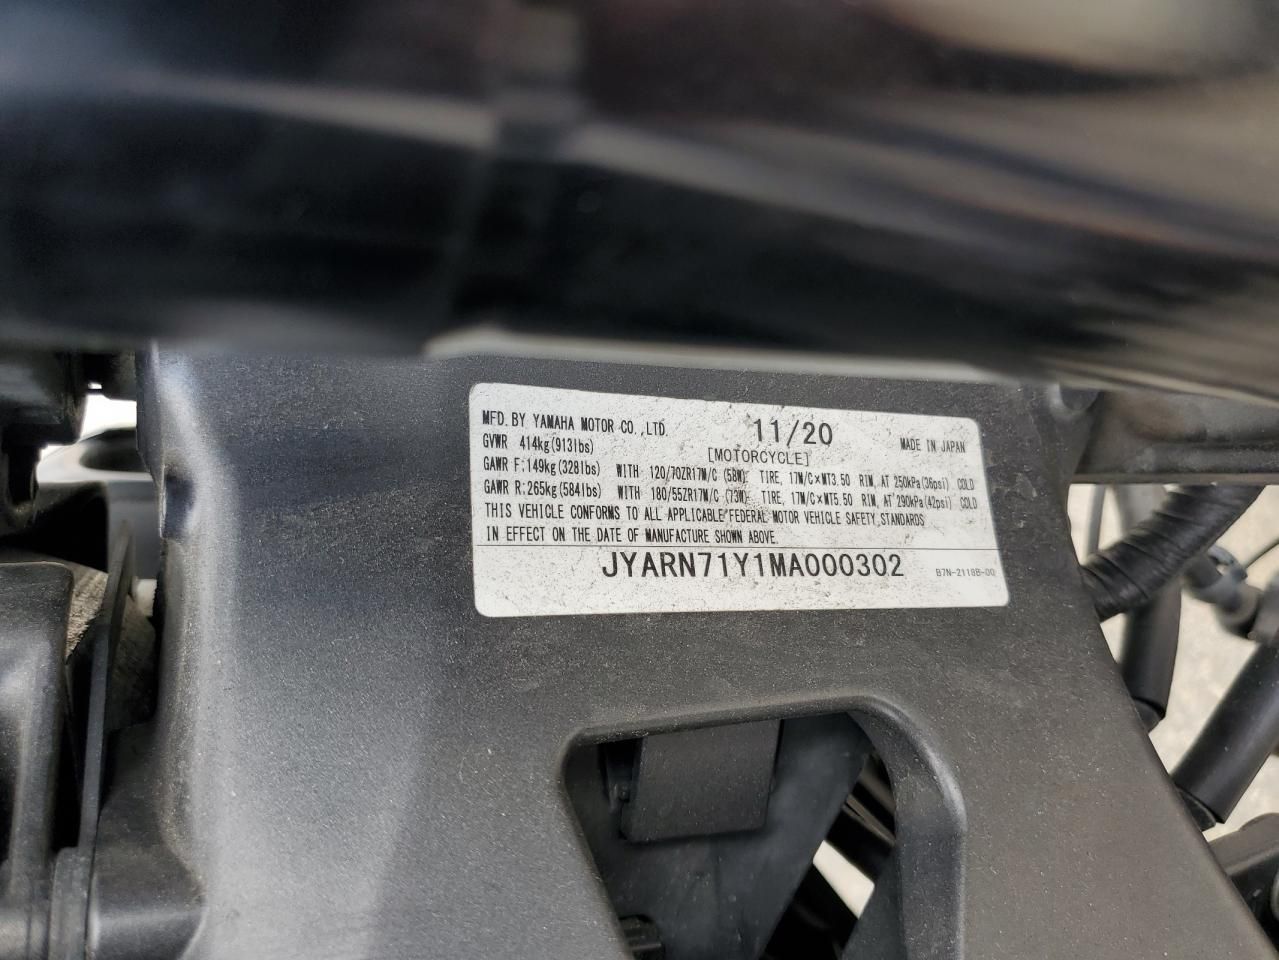 MFD. BY YAMAHA MOTOR CO., LTD. 11/20 MADE IN JAPAN
GVWR 414kg(913lbs) [MOTORCYCLE]
GAWR F:149kg(328lbs) WITH 120/70ZR17M/C (58W) TIRE, 17M/C×MT3.50 RIM, AT 250kPa(36psi) COLD
GAWR R:265kg(584lbs) WITH 180/55ZR17M/C (73W) TIRE, 17M/C×MT5.50 RIM, AT 290kPa(42psi) COLD
THIS VEHICLE CONFORMS TO ALL APPLICABLE FEDERAL MOTOR VEHICLE SAFETY STANDARDS
IN EFFECT ON THE DATE OF MANUFACTURE SHOWN ABOVE.
JYARN71Y1MA000302 B7N-2118B-00